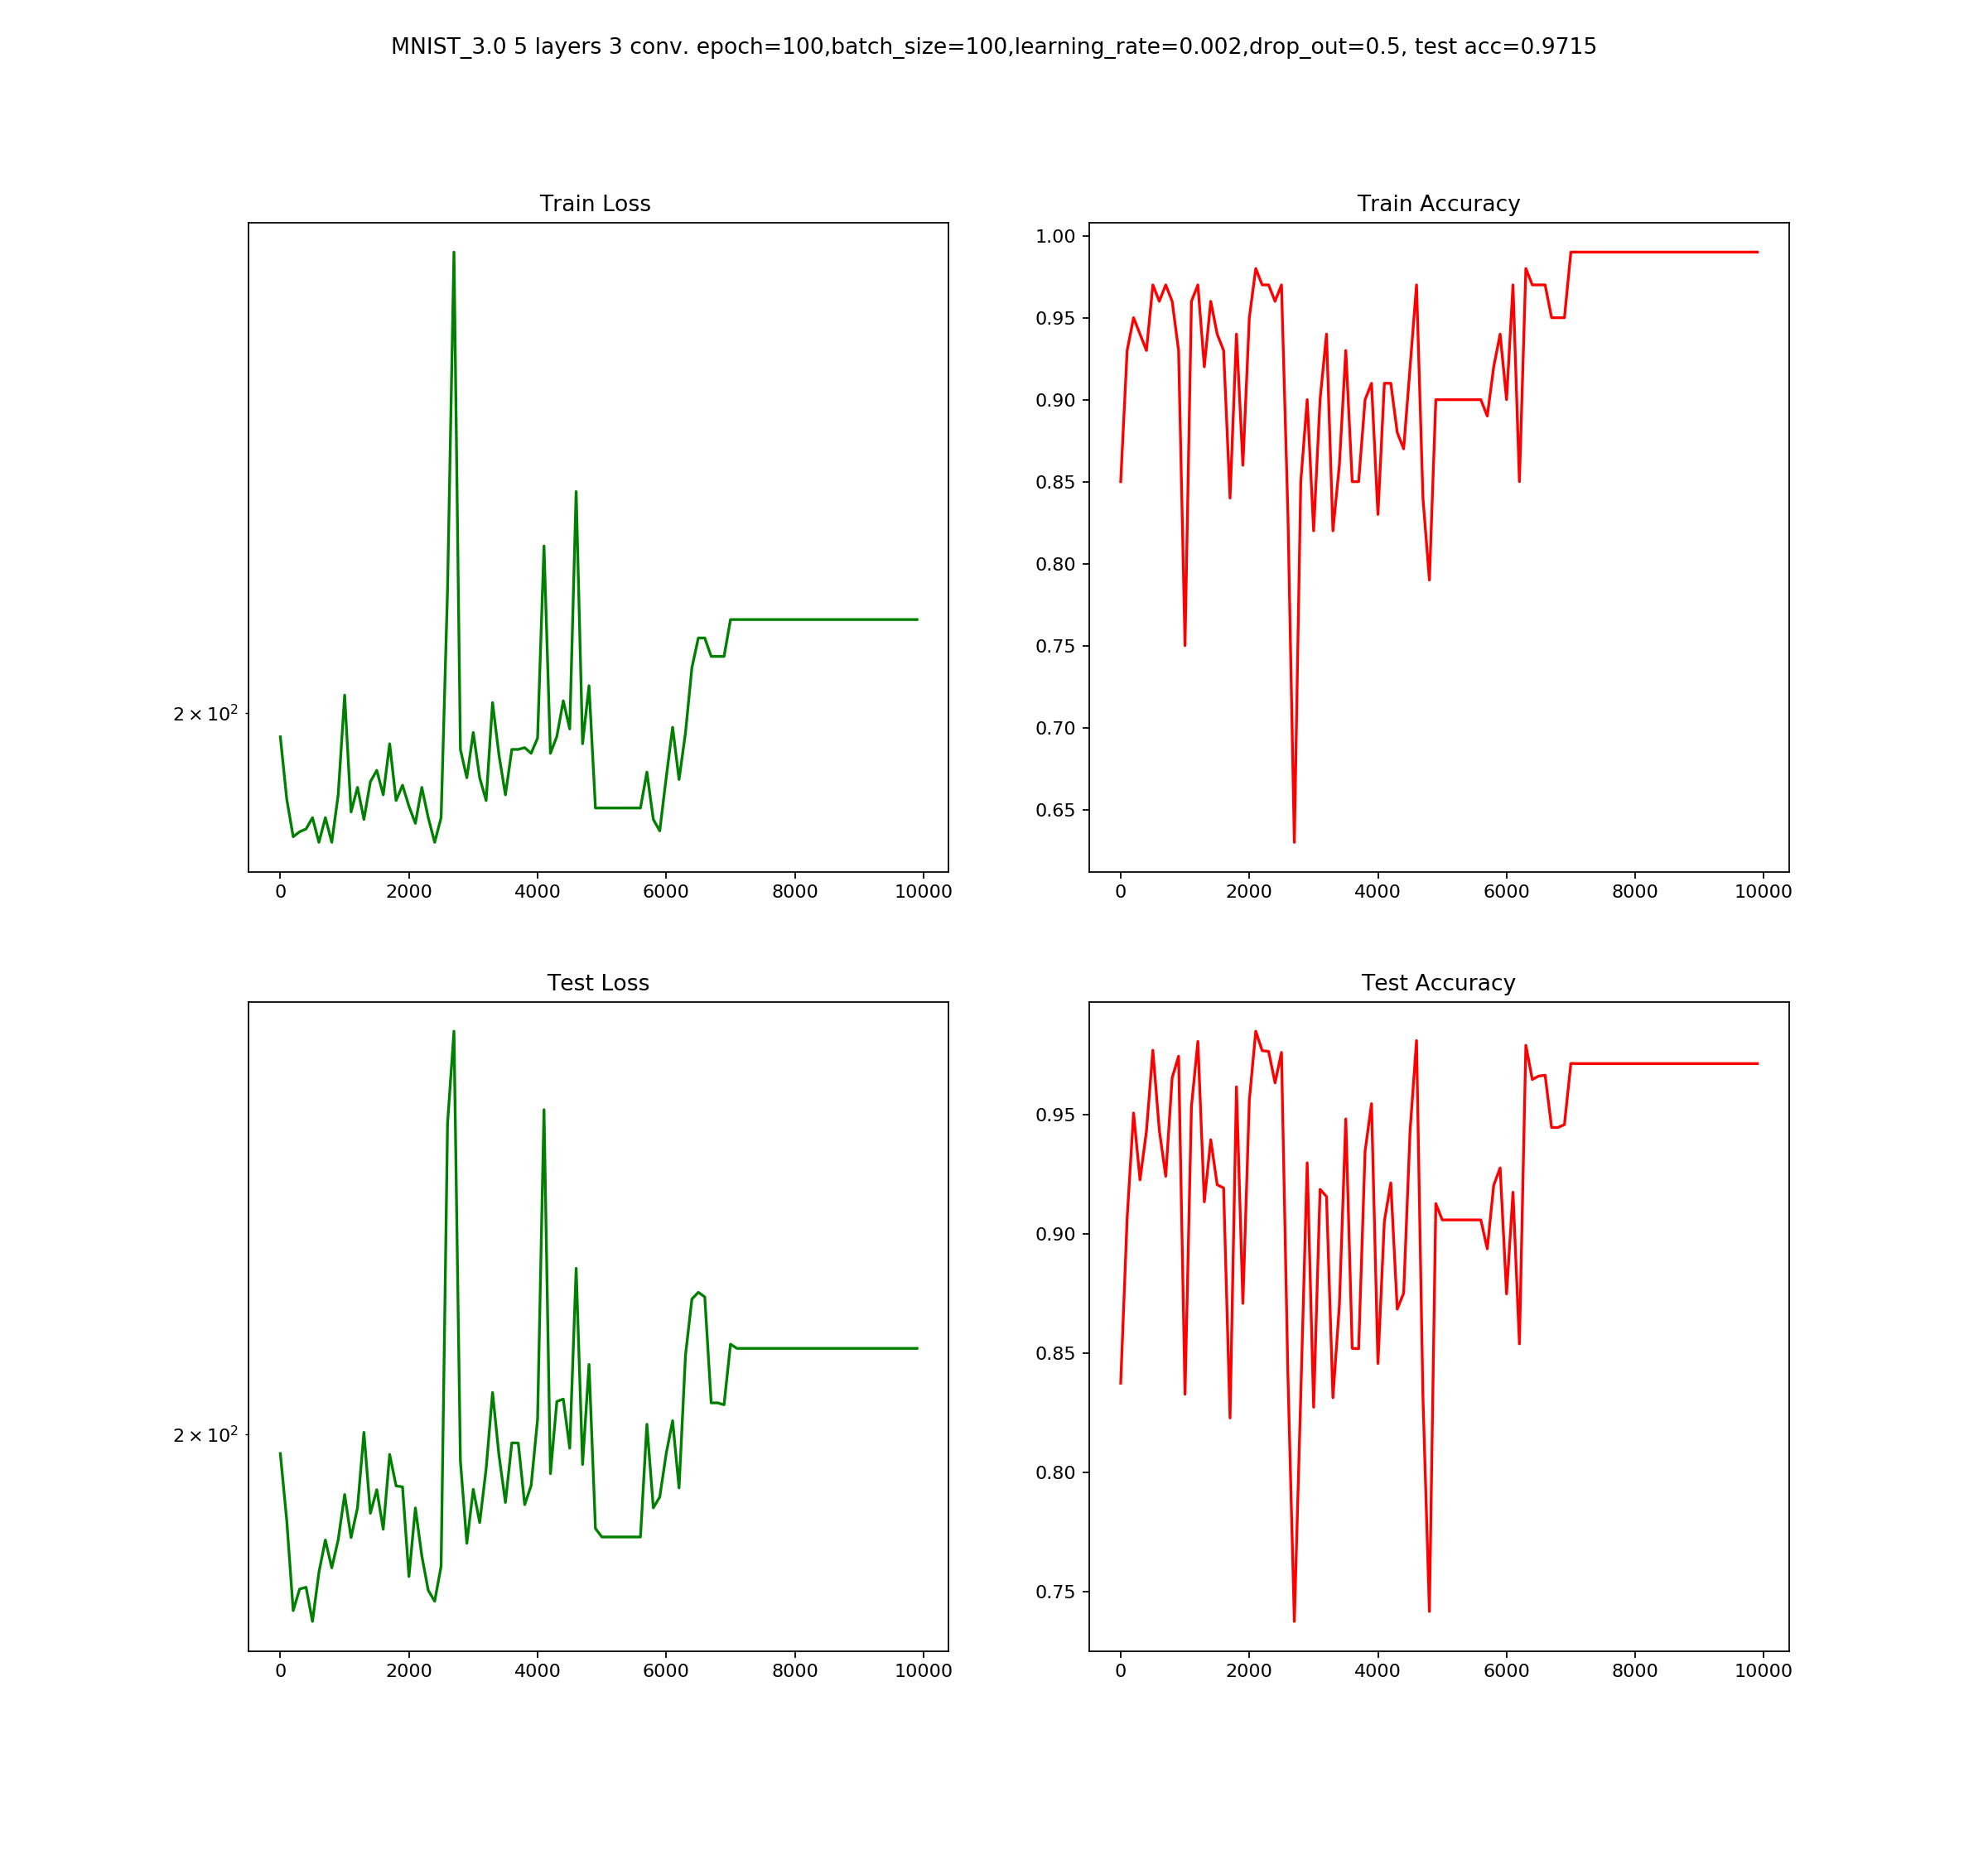 MNIST_3.0 5 layers 3 conv. epoch=100,batch_size=100,learning_rate=0.002,drop_out=0.5, test acc=0.9715
Train Loss
2 × 10²
0 2000 4000 6000 8000 10000
Train Accuracy
1.00
0.95
0.90
0.85
0.80
0.75
0.70
0.65
0 2000 4000 6000 8000 10000
Test Loss
2 × 10²
0 2000 4000 6000 8000 10000
Test Accuracy
0.95
0.90
0.85
0.80
0.75
0 2000 4000 6000 8000 10000